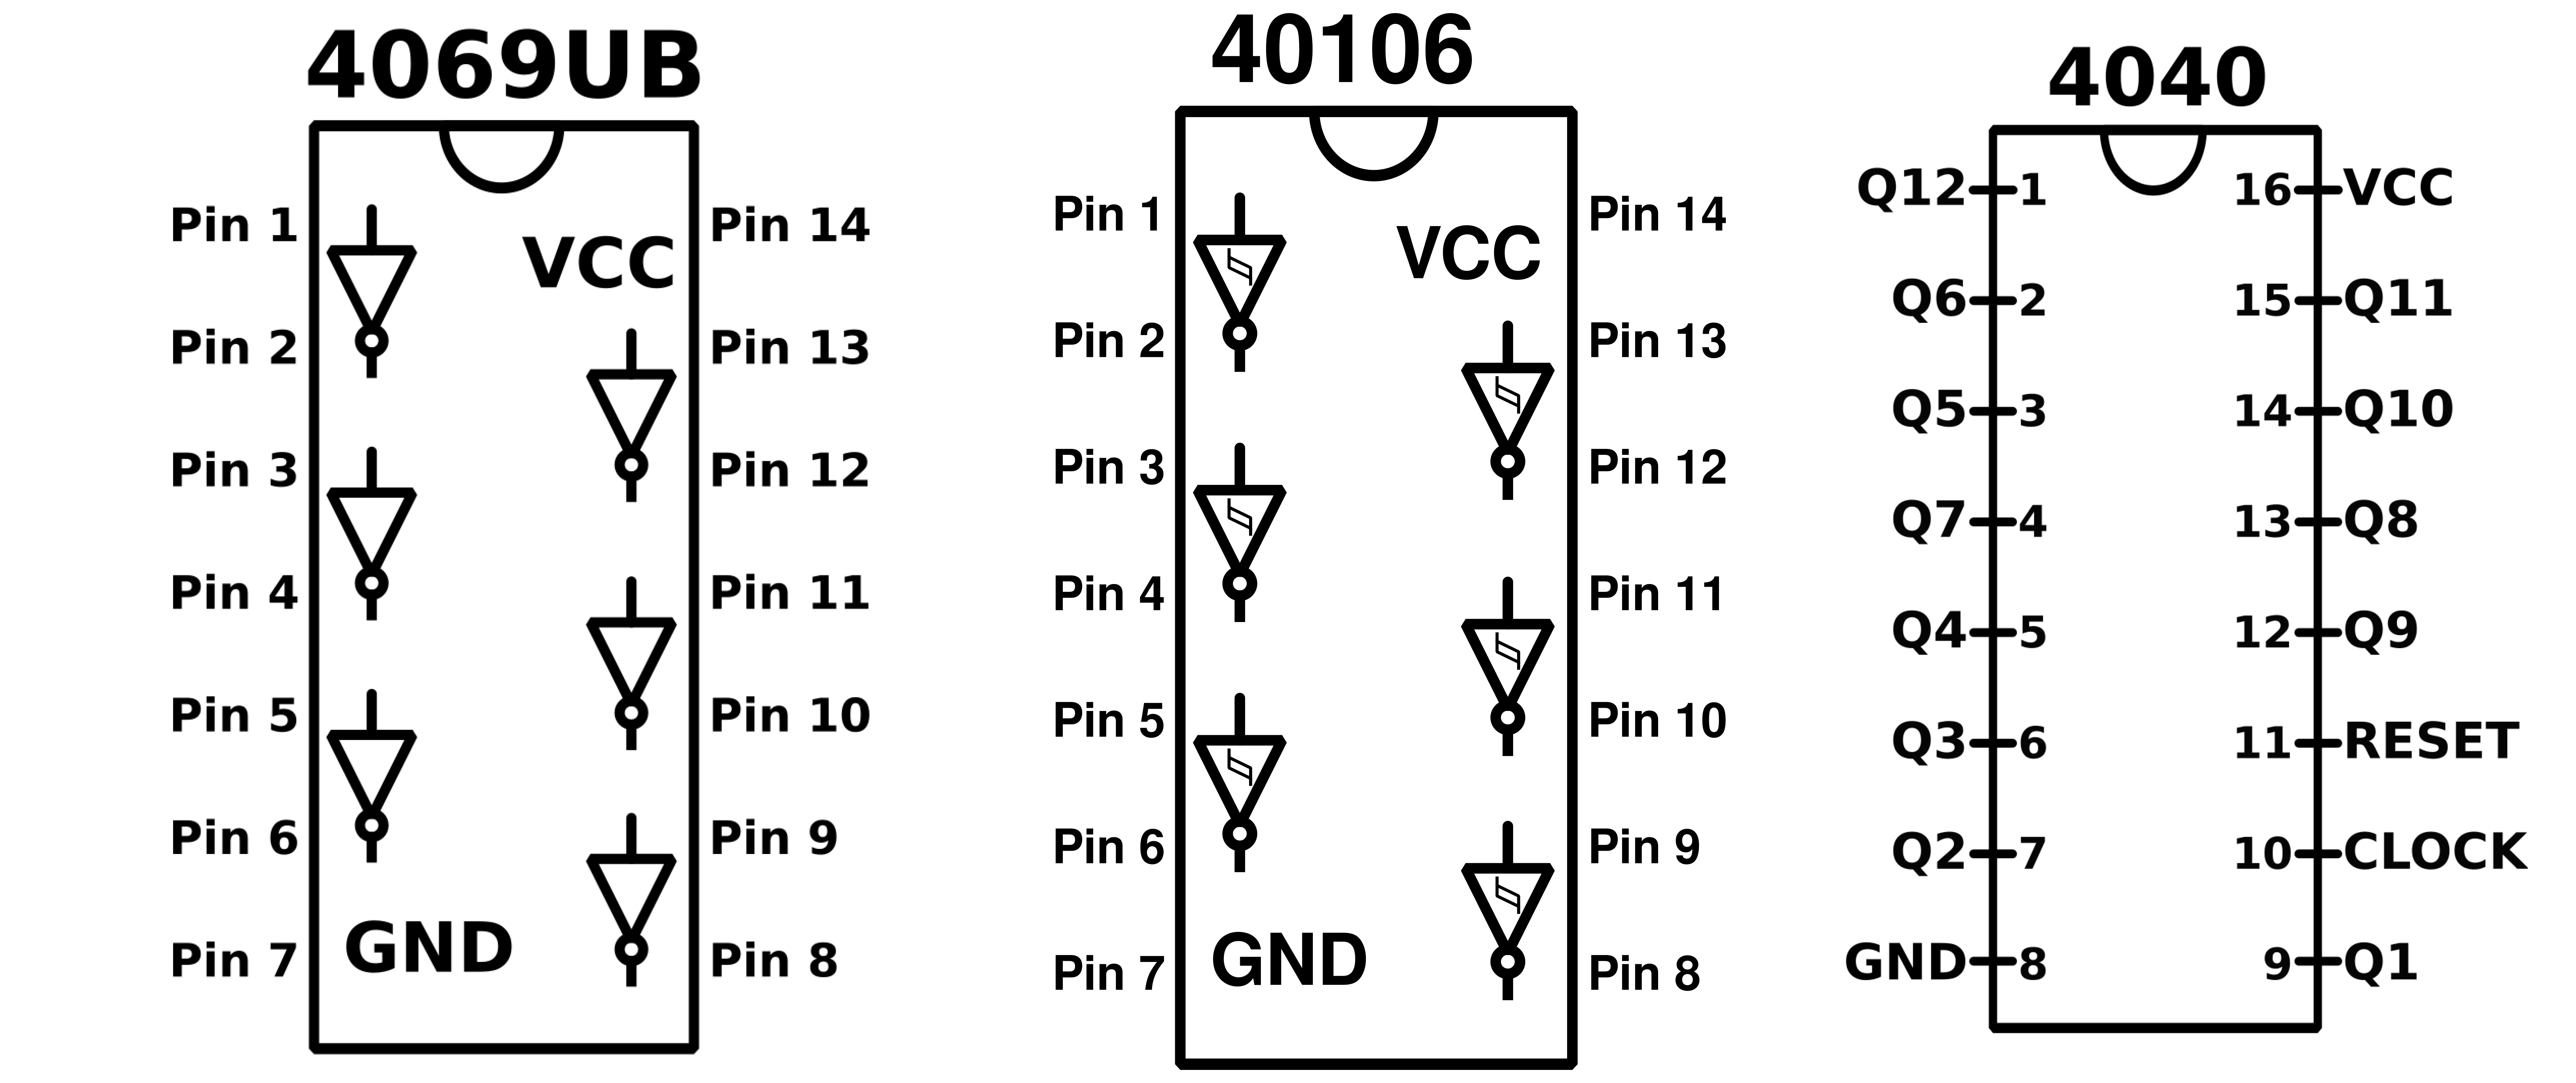 4069UB
Pin 1
Pin 14
VCC
Pin 2
Pin 13
Pin 3
Pin 12
Pin 4
Pin 11
Pin 5
Pin 10
Pin 6
Pin 9
GND
Pin 7
Pin 8
40106
Pin 1
Pin 14
VCC
Pin 2
Pin 13
Pin 3
Pin 12
Pin 4
Pin 11
Pin 5
Pin 10
Pin 6
Pin 9
GND
Pin 7
Pin 8
4040
Q12 1 16 VCC
Q6 2 15 Q11
Q5 3 14 Q10
Q7 4 13 Q8
Q4 5 12 Q9
Q3 6 11 RESET
Q2 7 10 CLOCK
GND 8 9 Q1